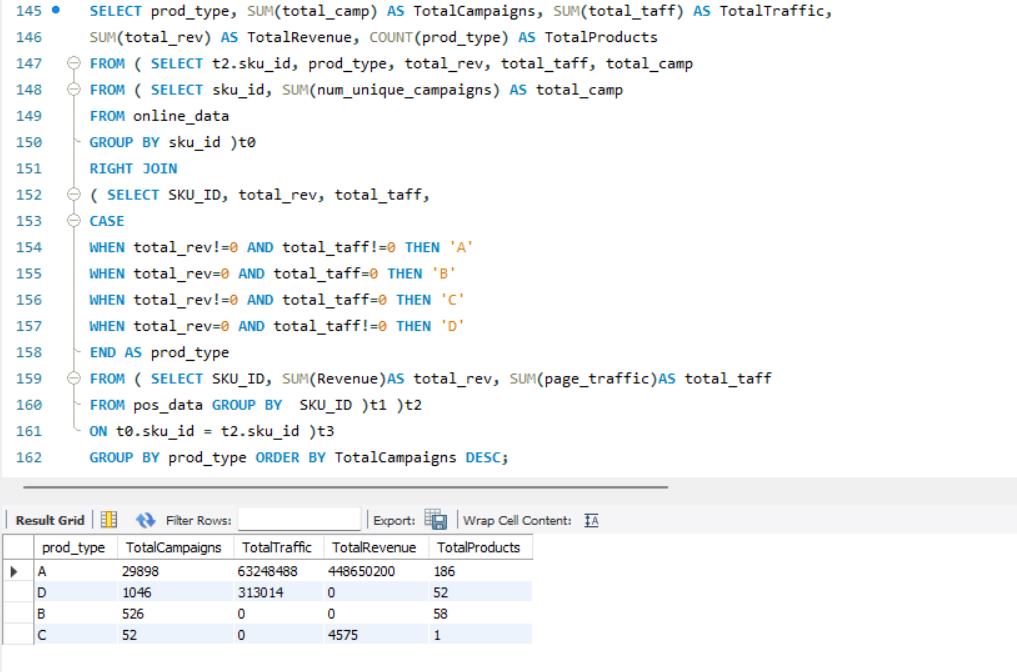 145 SELECT prod_type, SUM(total_camp) AS TotalCampaigns, SUM(total_taff) AS TotalTraffic,
146 SUM(total_rev) AS TotalRevenue, COUNT(prod_type) AS TotalProducts
147 FROM ( SELECT t2.sku_id, prod_type, total_rev, total_taff, total_camp
148 FROM ( SELECT sku_id, SUM(num_unique_campaigns) AS total_camp
149 FROM online_data
150 GROUP BY sku_id )t0
151 RIGHT JOIN
152 ( SELECT SKU_ID, total_rev, total_taff,
153 CASE
154 WHEN total_rev!=0 AND total_taff!=0 THEN 'A'
155 WHEN total_rev=0 AND total_taff=0 THEN 'B'
156 WHEN total_rev!=0 AND total_taff=0 THEN 'C'
157 WHEN total_rev=0 AND total_taff!=0 THEN 'D'
158 END AS prod_type
159 FROM ( SELECT SKU_ID, SUM(Revenue)AS total_rev, SUM(page_traffic)AS total_taff
160 FROM pos_data GROUP BY  SKU_ID )t1 )t2
161 ON t0.sku_id = t2.sku_id )t3
162 GROUP BY prod_type ORDER BY TotalCampaigns DESC;
Result Grid Filter Rows: Export: Wrap Cell Content: IA
prod_type TotalCampaigns TotalTraffic TotalRevenue TotalProducts
A 29898 63248488 448650200 186
D 1046 313014 0 52
B 526 0 0 58
C 52 0 4575 1